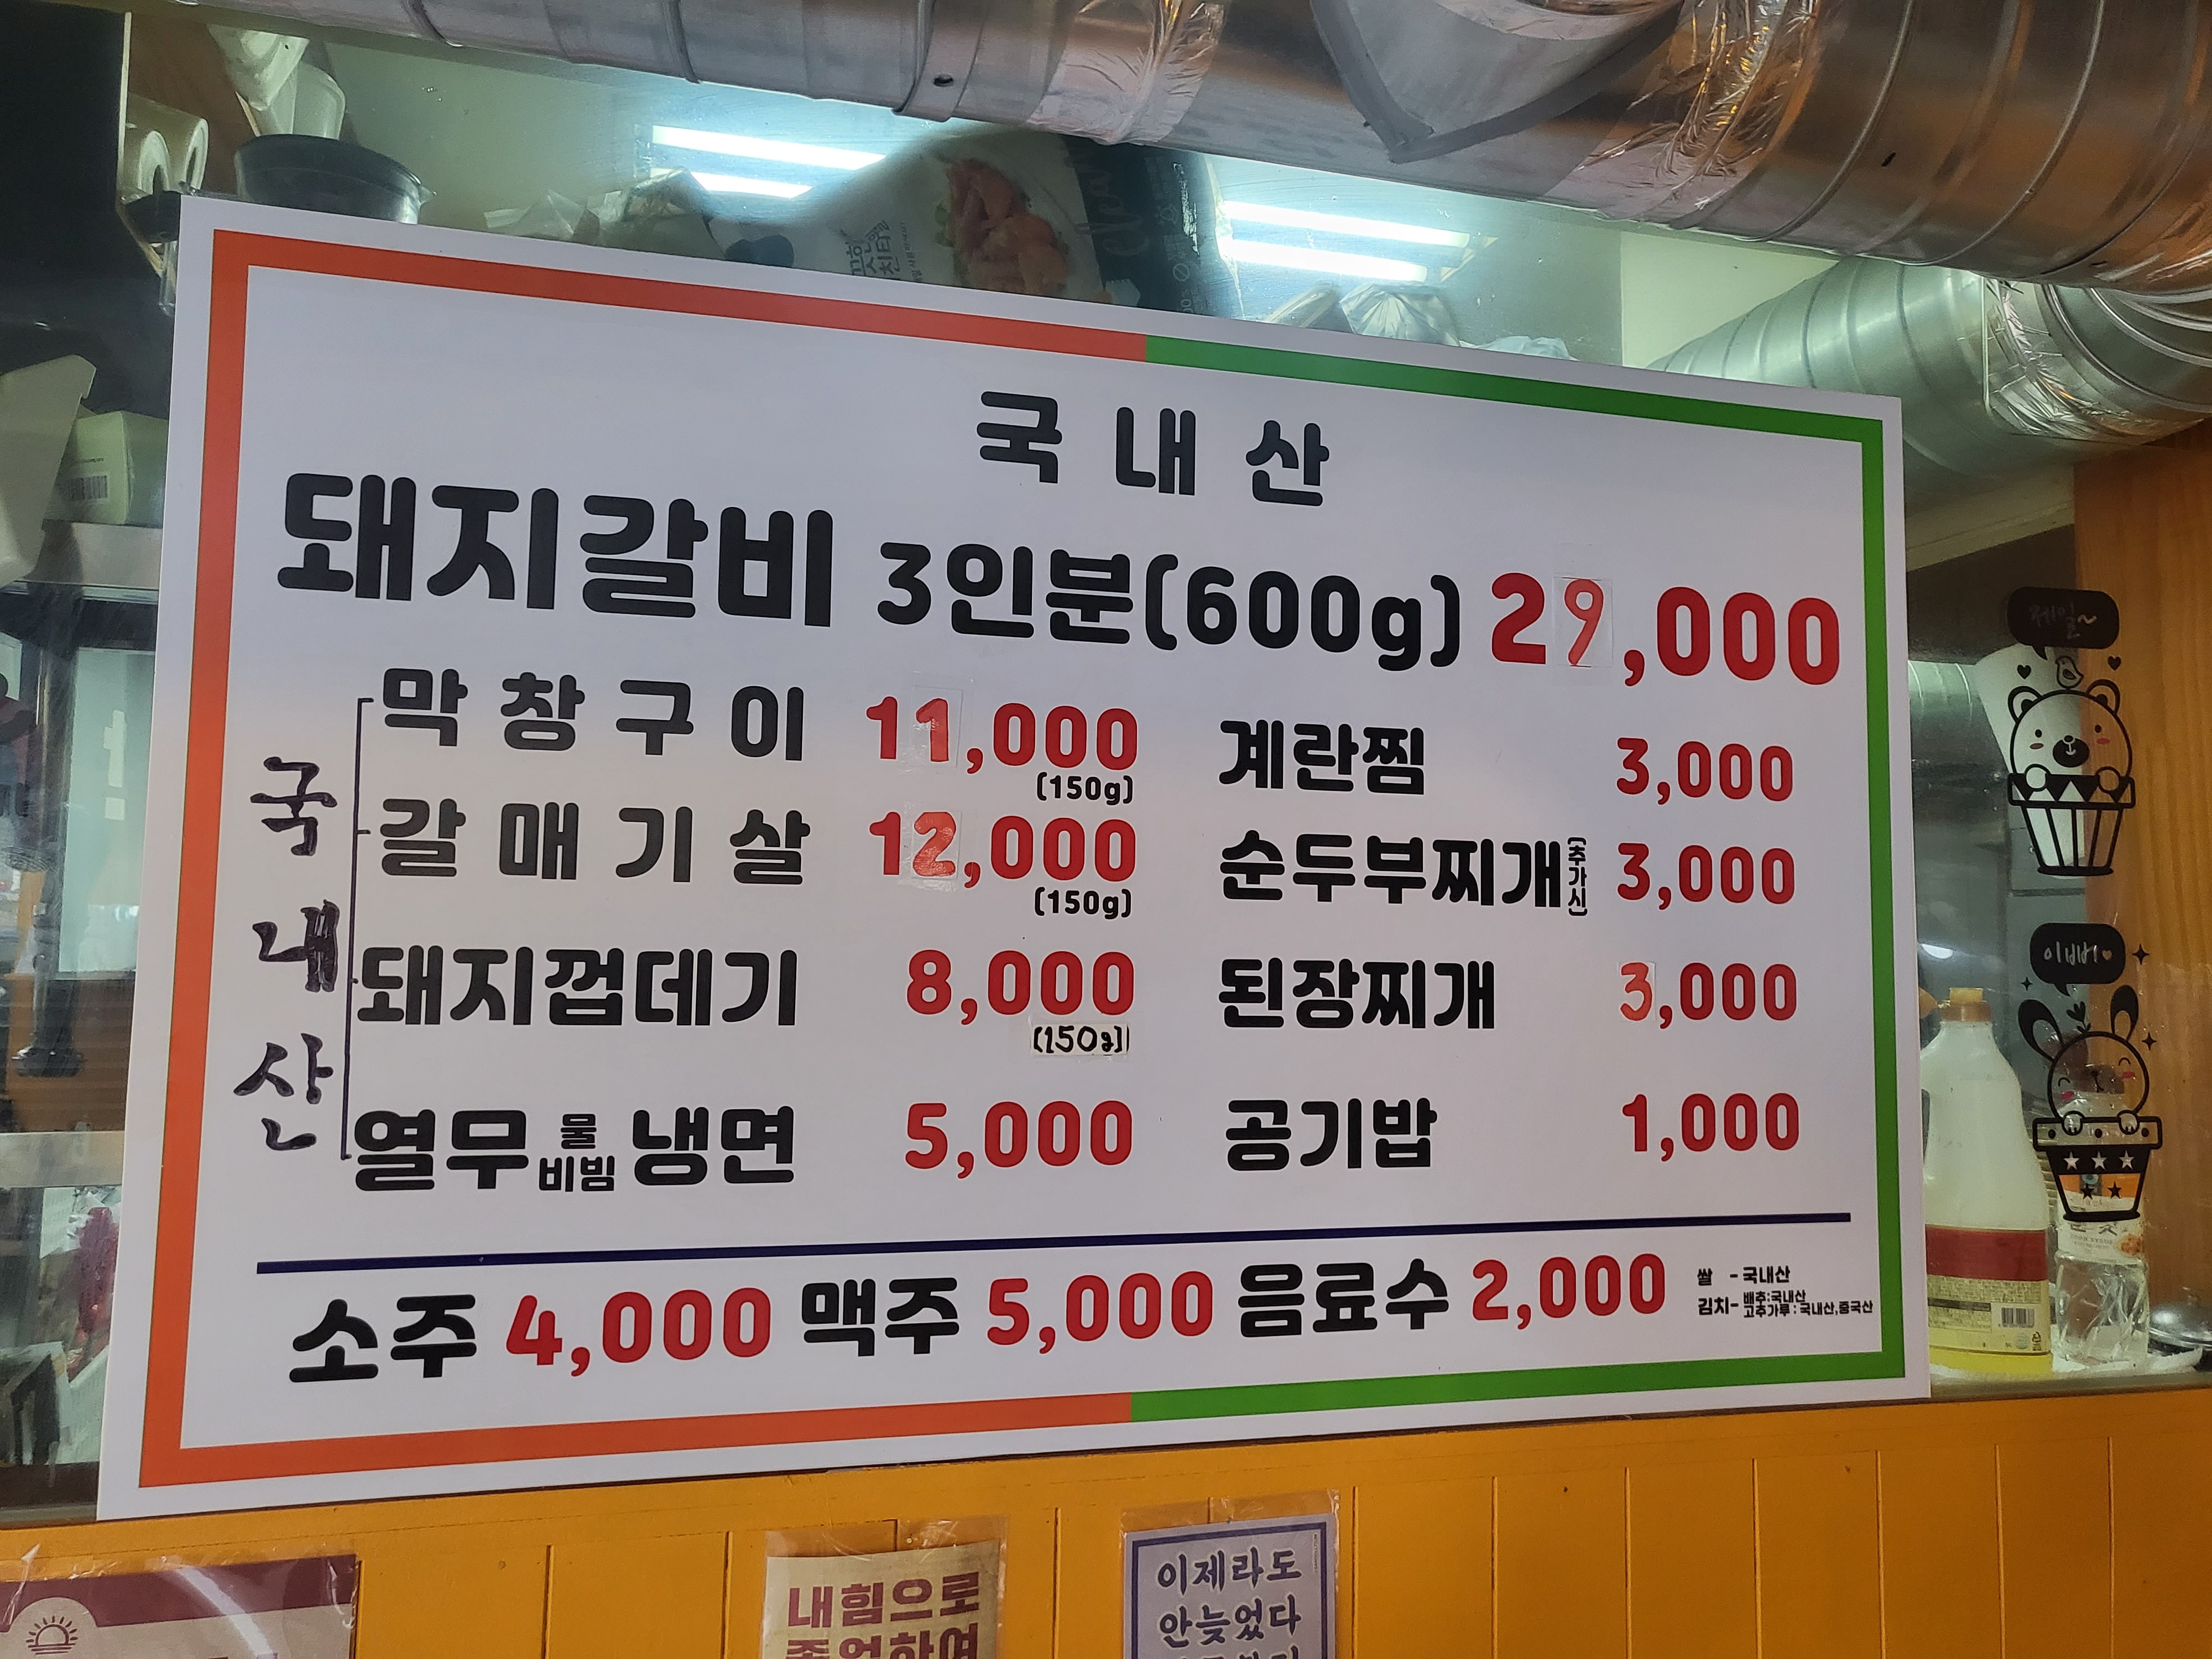 국내산
돼지갈비 3인분(600g) 29,000
국내산
막창구이 11,000
(150g)
갈매기살 12,000
(150g)
돼지껍데기 8,000
(150g)
열무 물 비빔 냉면 5,000
계란찜 3,000
순두부찌개(추가신) 3,000
된장찌개 3,000
공기밥 1,000
소주 4,000 맥주 5,000 음료수 2,000
쌀 - 국내산
김치- 배추:국내산
고추가루 : 국내산,중국산
이뻐!
내힘으로
이제라도
안늦었다